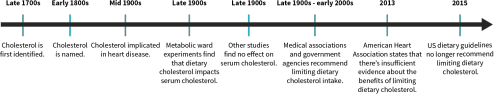 Late 1700s
Early 1800s
Mid 1900s
Late 1900s
Late 1900s
Late 1900s - early 2000s
2013
2015
Cholesterol is
first identified.
Cholesterol
is named.
Cholesterol implicated
in heart disease.
Metabolic ward
experiments find
that dietary
cholesterol impacts
serum cholesterol.
Other studies
find no effect on
serum cholesterol.
Medical associations
and government
agencies recommend
limiting dietary
cholesterol intake.
American Heart
Association states that
there's insufficient
evidence about the
benefits of limiting
dietary cholesterol.
US dietary guidelines
no longer recommend
limiting dietary
cholesterol.